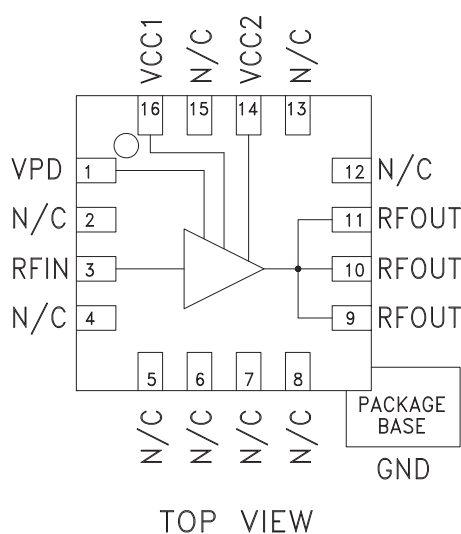 VCC1
N/C
VCC2
N/C
16
15
14
13
VPD
1
12
N/C
N/C
2
11
RFOUT
RFIN
3
10
RFOUT
N/C
4
9
RFOUT
5
6
7
8
N/C
N/C
N/C
N/C
PACKAGE
BASE
GND
TOP VIEW